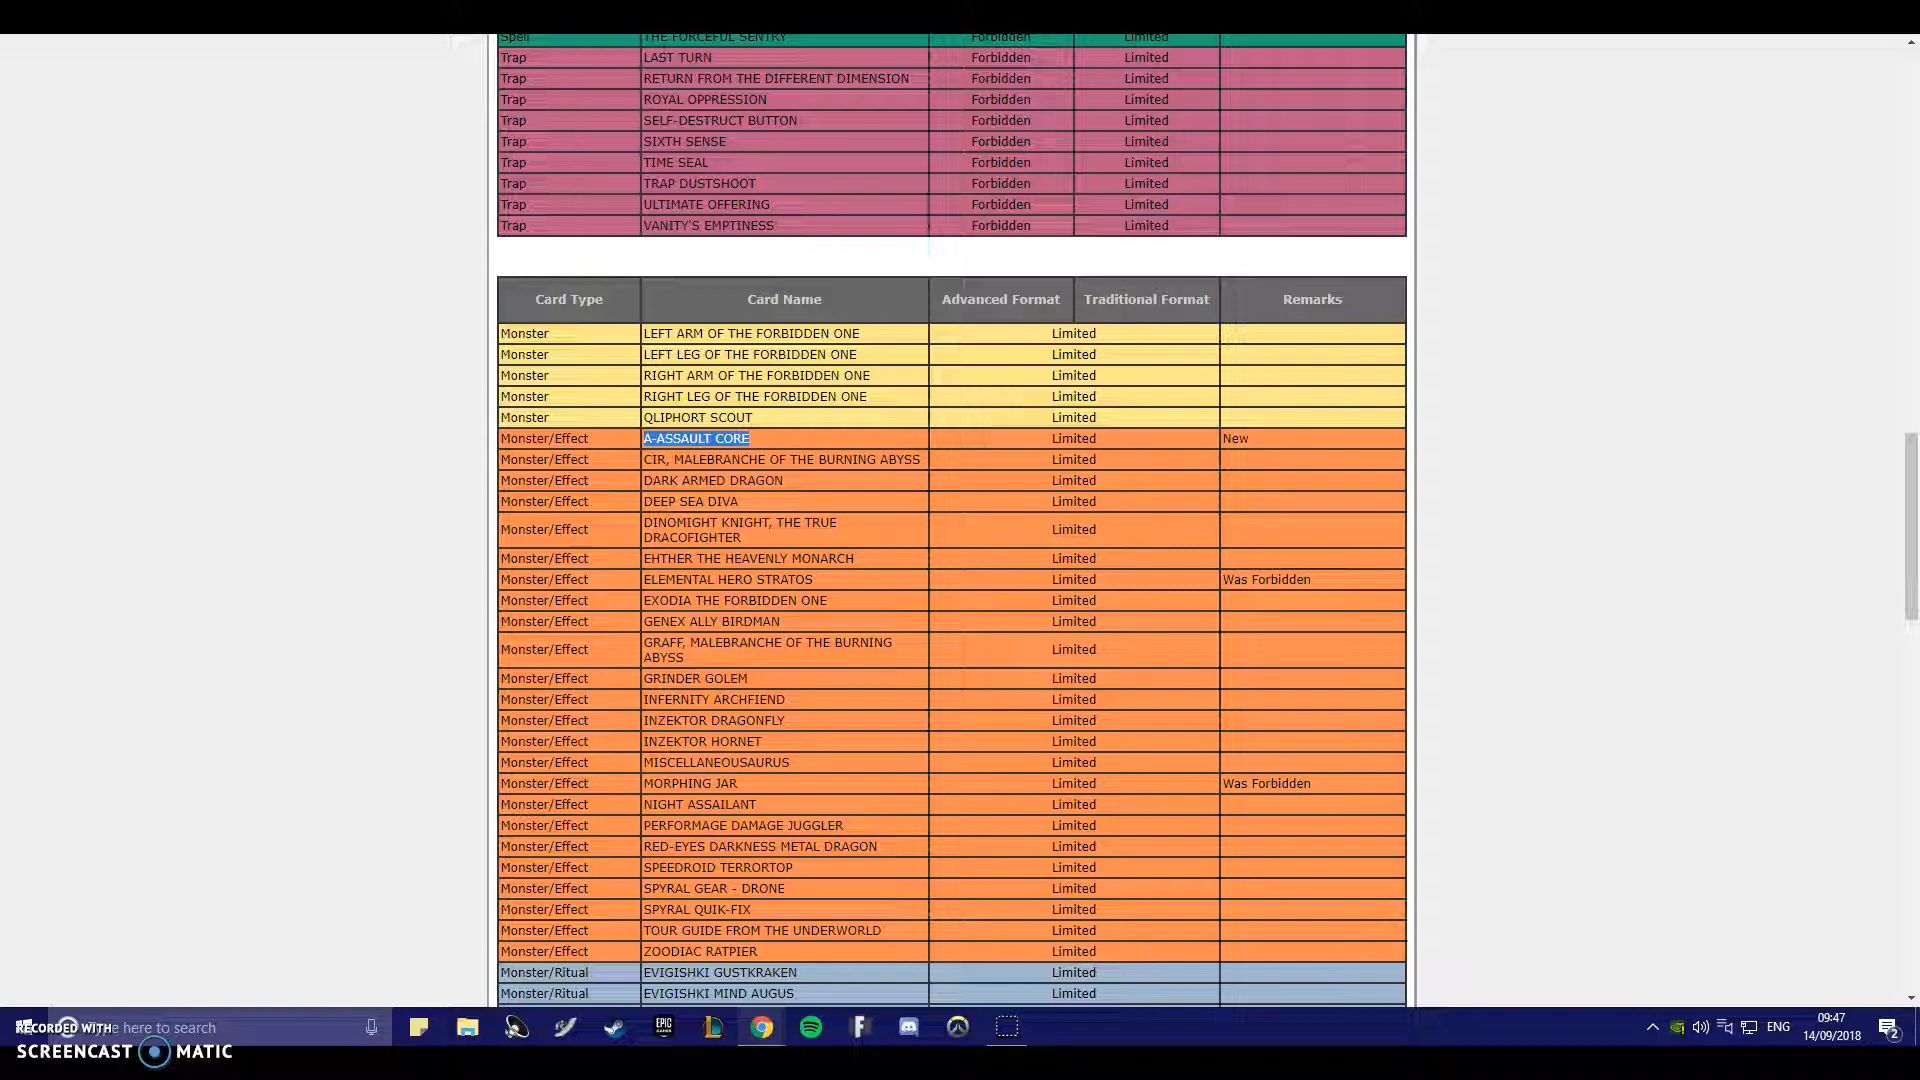 Spell THE FORCEFUL SENTRY Forbidden Limited
Trap LAST TURN Forbidden Limited
Trap RETURN FROM THE DIFFERENT DIMENSION Forbidden Limited
Trap ROYAL OPPRESSION Forbidden Limited
Trap SELF-DESTRUCT BUTTON Forbidden Limited
Trap SIXTH SENSE Forbidden Limited
Trap TIME SEAL Forbidden Limited
Trap TRAP DUSTSHOOT Forbidden Limited
Trap ULTIMATE OFFERING Forbidden Limited
Trap VANITY'S EMPTINESS Forbidden Limited
Card Type Card Name Advanced Format Traditional Format Remarks
Monster LEFT ARM OF THE FORBIDDEN ONE Limited
Monster LEFT LEG OF THE FORBIDDEN ONE Limited
Monster RIGHT ARM OF THE FORBIDDEN ONE Limited
Monster RIGHT LEG OF THE FORBIDDEN ONE Limited
Monster QLIPHORT SCOUT Limited
Monster/Effect A-ASSAULT CORE Limited New
Monster/Effect CIR, MALEBRANCHE OF THE BURNING ABYSS Limited
Monster/Effect DARK ARMED DRAGON Limited
Monster/Effect DEEP SEA DIVA Limited
Monster/Effect DINOMIGHT KNIGHT, THE TRUE
DRACOFIGHTER Limited
Monster/Effect EHTHER THE HEAVENLY MONARCH Limited
Monster/Effect ELEMENTAL HERO STRATOS Limited Was Forbidden
Monster/Effect EXODIA THE FORBIDDEN ONE Limited
Monster/Effect GENEX ALLY BIRDMAN Limited
Monster/Effect GRAFF, MALEBRANCHE OF THE BURNING
ABYSS Limited
Monster/Effect GRINDER GOLEM Limited
Monster/Effect INFERNITY ARCHFIEND Limited
Monster/Effect INZEKTOR DRAGONFLY Limited
Monster/Effect INZEKTOR HORNET Limited
Monster/Effect MISCELLANEOUSAURUS Limited
Monster/Effect MORPHING JAR Limited Was Forbidden
Monster/Effect NIGHT ASSAILANT Limited
Monster/Effect PERFORMAGE DAMAGE JUGGLER Limited
Monster/Effect RED-EYES DARKNESS METAL DRAGON Limited
Monster/Effect SPEEDROID TERRORTOP Limited
Monster/Effect SPYRAL GEAR - DRONE Limited
Monster/Effect SPYRAL QUIK-FIX Limited
Monster/Effect TOUR GUIDE FROM THE UNDERWORLD Limited
Monster/Effect ZOODIAC RATPIER Limited
Monster/Ritual EVIGISHKI GUSTKRAKEN Limited
Monster/Ritual EVIGISHKI MIND AUGUS Limited
RECORDED WITH here to search
EPIC GAMES
ENG 09:47
14/09/2018 2
SCREENCAST MATIC